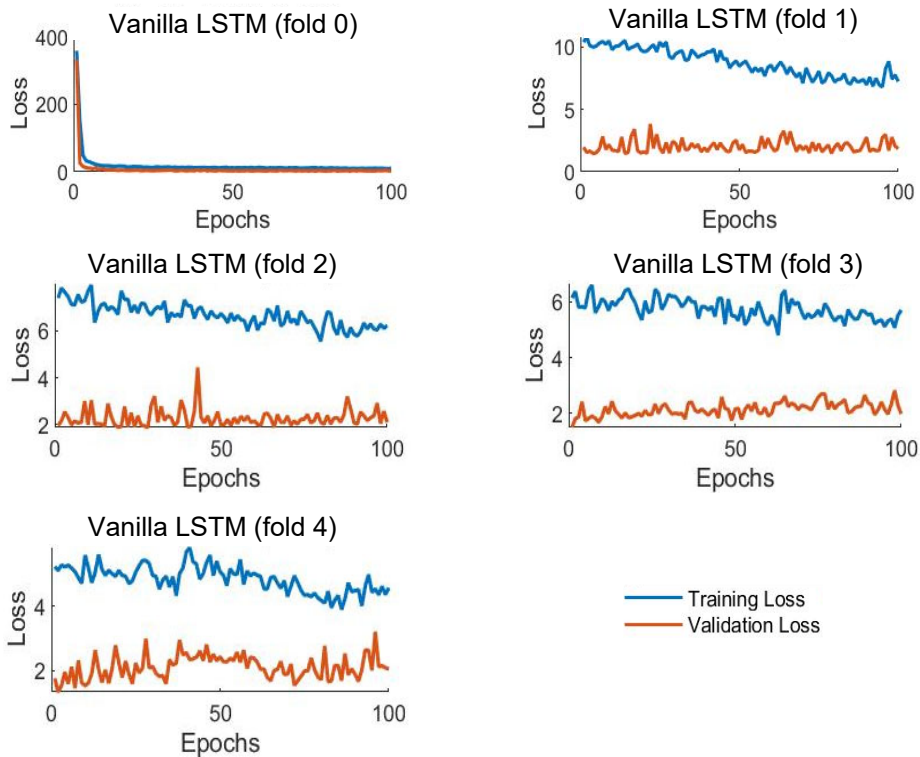 Vanilla LSTM (fold 0)
400
200
0
Loss
0
50
100
Epochs
Vanilla LSTM (fold 1)
10
5
0
Loss
0
50
100
Epochs
Vanilla LSTM (fold 2)
6
4
2
Loss
0
50
100
Epochs
Vanilla LSTM (fold 3)
6
4
2
Loss
0
50
100
Epochs
Vanilla LSTM (fold 4)
4
2
Loss
0
50
100
Epochs
Training Loss
Validation Loss